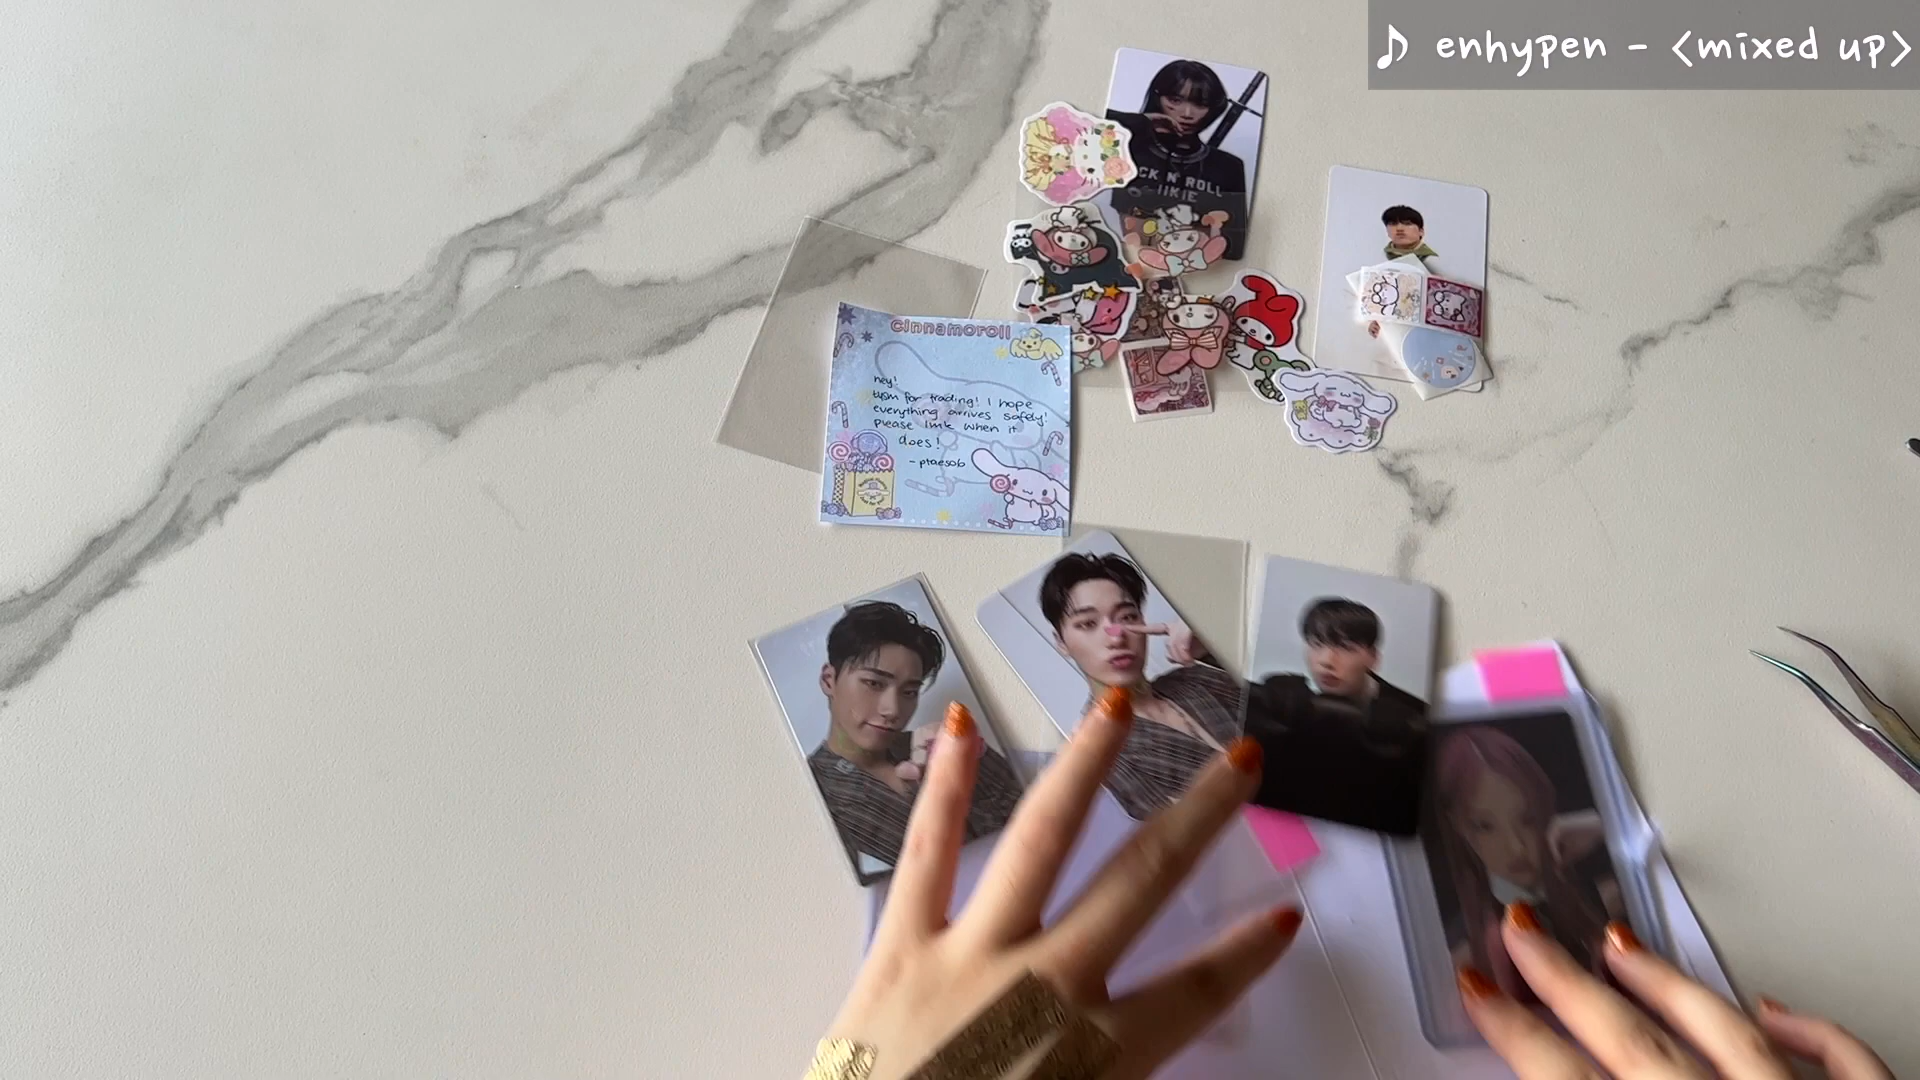 ♪ enhypen - <mixed up>
CK N' ROLL
cinnamoroll
hey!
tysm for trading! I hope
everything arrives safely!
please lmk when it
does!
- ptaesob